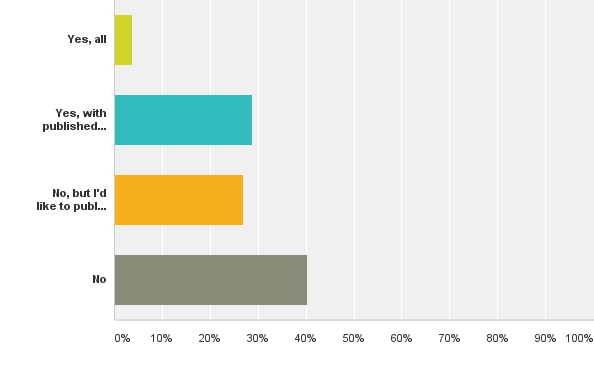 Yes, all
Yes, with
published...
No, but I'd
like to publ...
No
0% 10% 20% 30% 40% 50% 60% 70% 80% 90% 100%